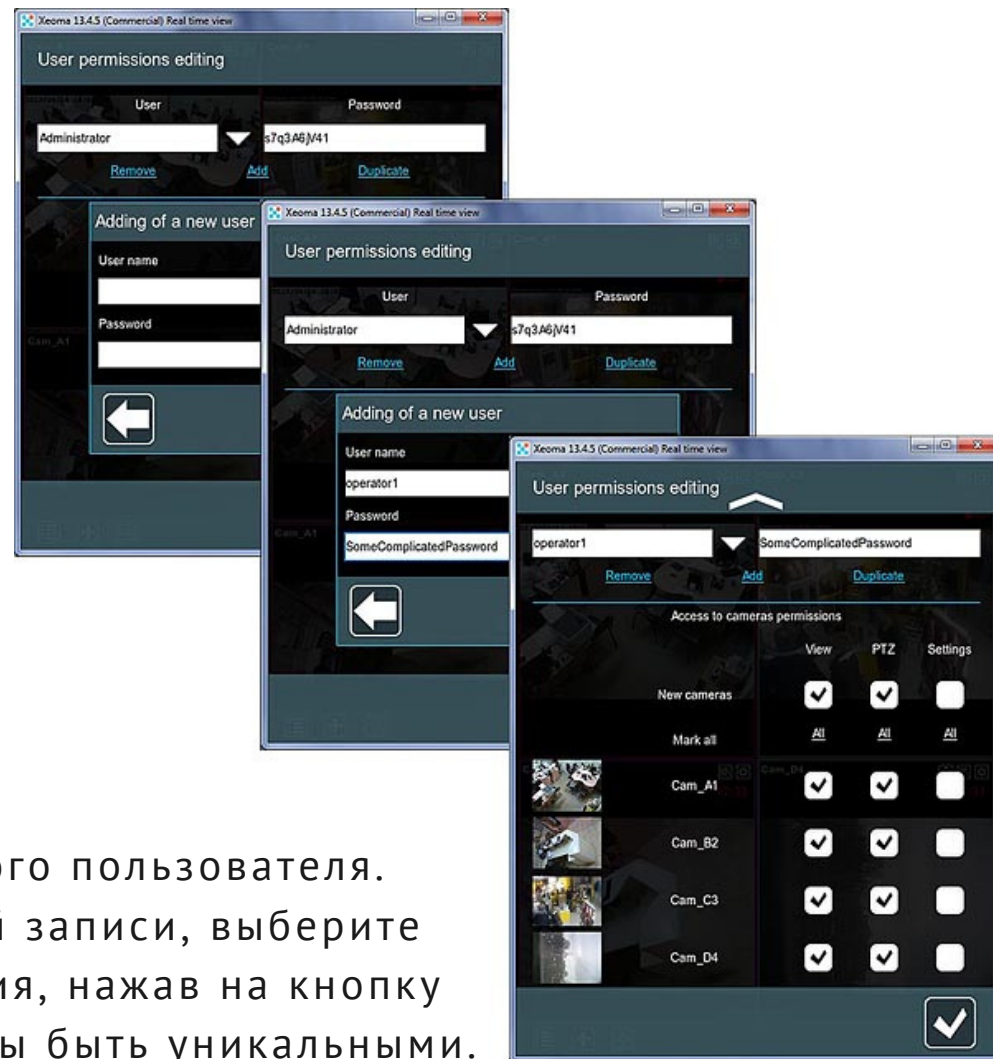 Xeoma 13.4.5 (Commercial) Real time view
User permissions editing
User Password
Administrator s7q3A6jV41
Remove Add Duplicate
Adding of a new user
User name
Password
Cam_A1
Xeoma 13.4.5 (Commercial) Real time view
User permissions editing
User Password
Administrator s7q3A6jV41
Remove Add Duplicate
Adding of a new user
User name
operator1
Password
SomeComplicatedPassword
Cam_A1
Xeoma 13.4.5 (Commercial) Real time view
User permissions editing
operator1 SomeComplicatedPassword
Remove Add Duplicate
Access to cameras permissions
View PTZ Settings
New cameras
Mark all All All All
Cam_A1
Cam_D4
Cam_B2
Cam_C3
Cam_D4
ого пользователя.
й записи, выберите
ия, нажав на кнопку
ы быть уникальными.